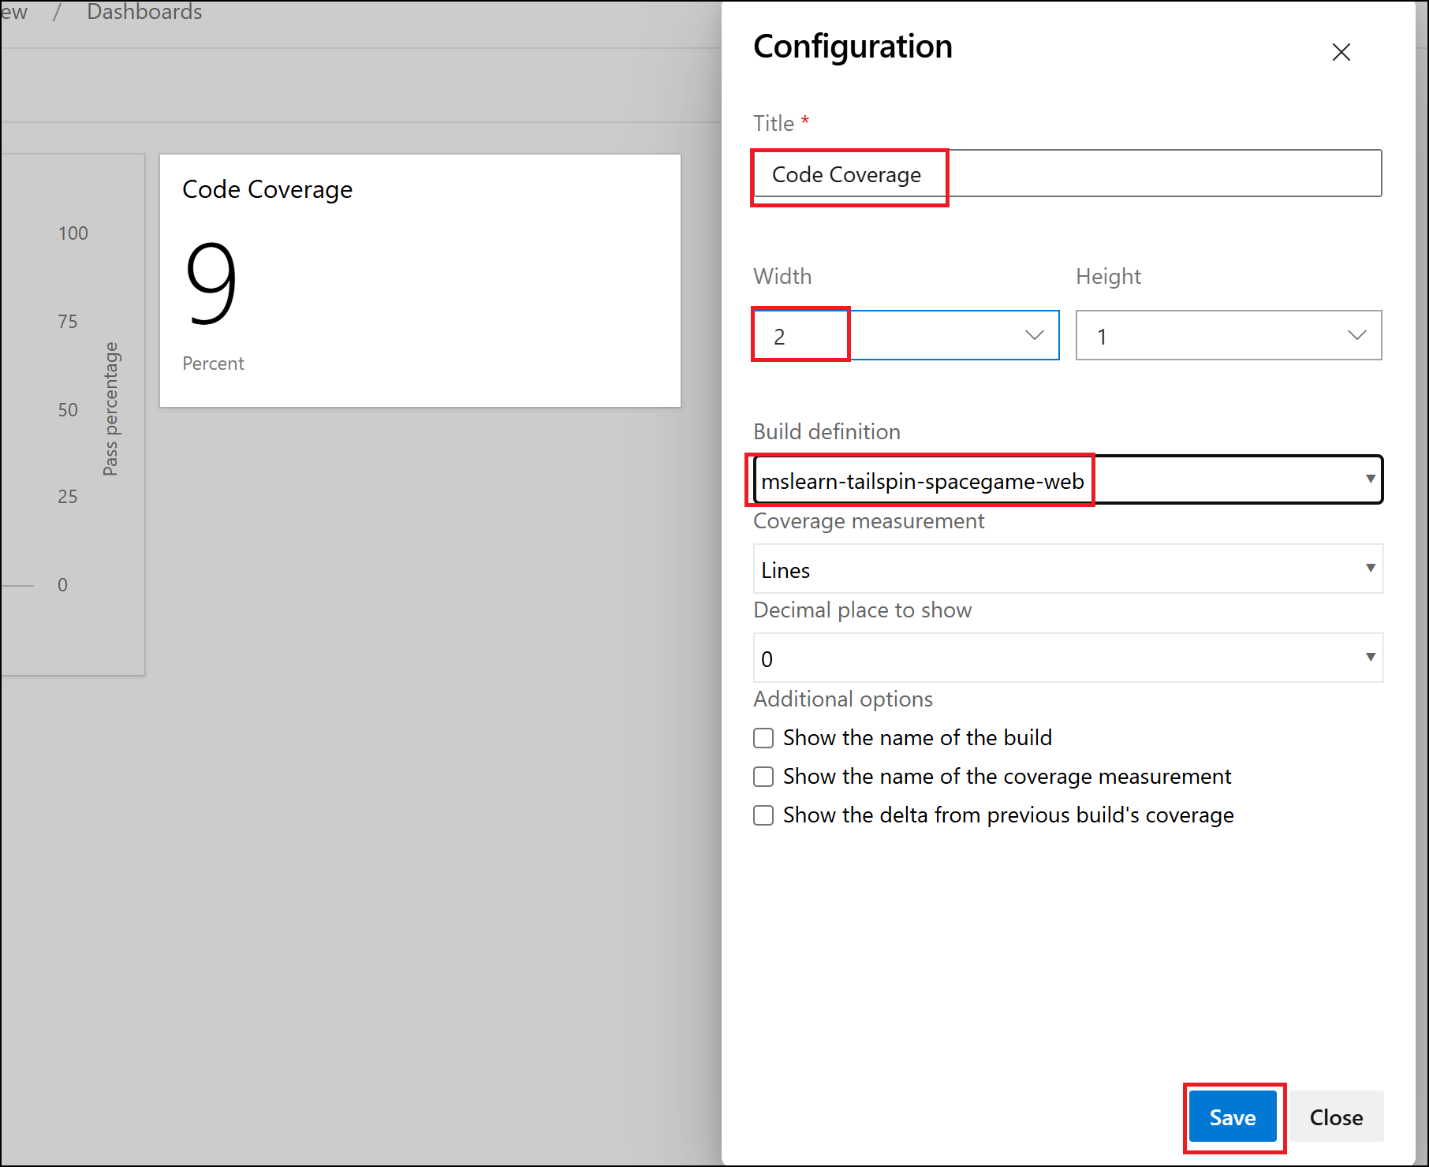 ew / Dashboards
100
75
50
25
0
Pass percentage
Code Coverage
9
Percent
Configuration
Title *
Code Coverage
Width Height
2 1
Build definition
mslearn-tailspin-spacegame-web
Coverage measurement
Lines
Decimal place to show
0
Additional options
Show the name of the build
Show the name of the coverage measurement
Show the delta from previous build's coverage
Save Close